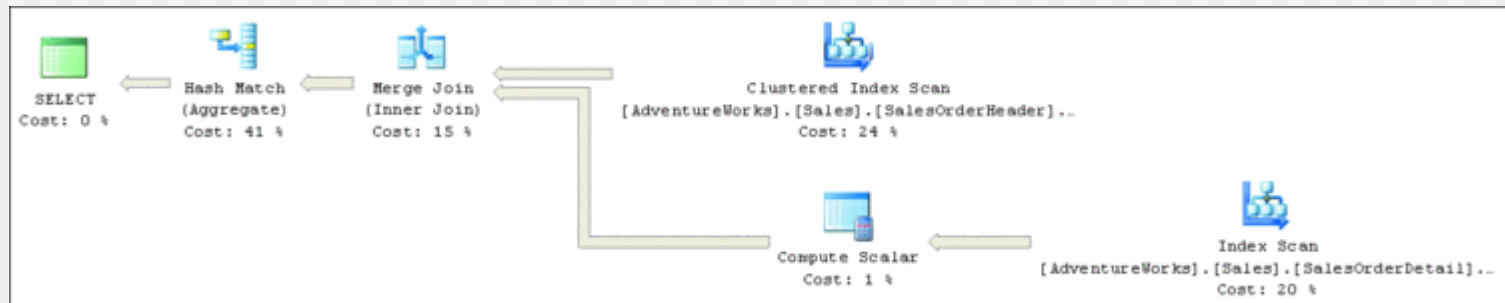 SELECT
Cost: 0 %
Hash Match
(Aggregate)
Cost: 41 %
Merge Join
(Inner Join)
Cost: 15 %
Clustered Index Scan
[AdventureWorks].[Sales].[SalesOrderHeader]...
Cost: 24 %
Compute Scalar
Cost: 1 %
Index Scan
[AdventureWorks].[Sales].[SalesOrderDetail]...
Cost: 20 %